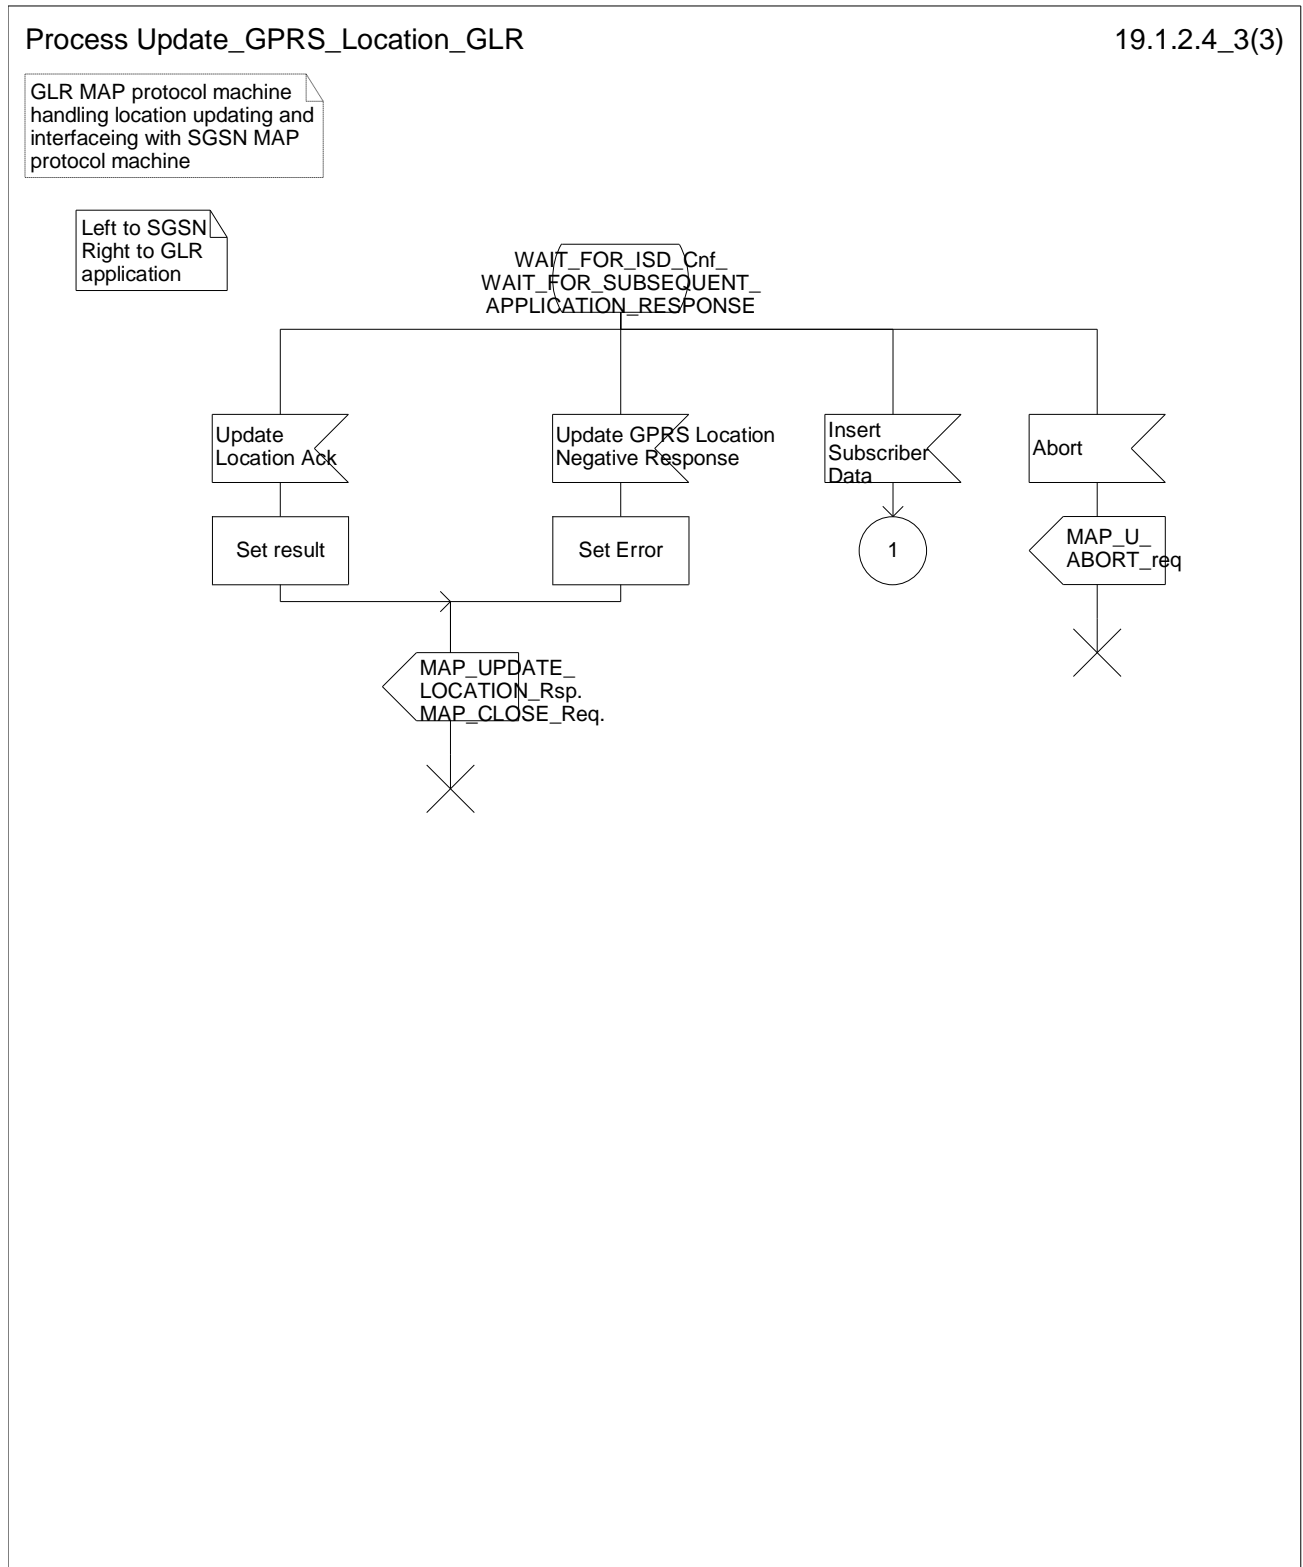 Process Update_GPRS_Location_GLR
19.1.2.4_3(3)
GLR MAP protocol machine
handling location updating and
interfaceing with SGSN MAP
protocol machine
Left to SGSN
Right to GLR
application
WAIT_FOR_ISD_Cnf_
WAIT_FOR_SUBSEQUENT_
APPLICATION_RESPONSE
Update
Location Ack
Update GPRS Location
Negative Response
Insert
Subscriber
Data
Abort
Set result
Set Error
1
MAP_U_
ABORT_req
MAP_UPDATE_
LOCATION_Rsp.
MAP_CLOSE_Req.